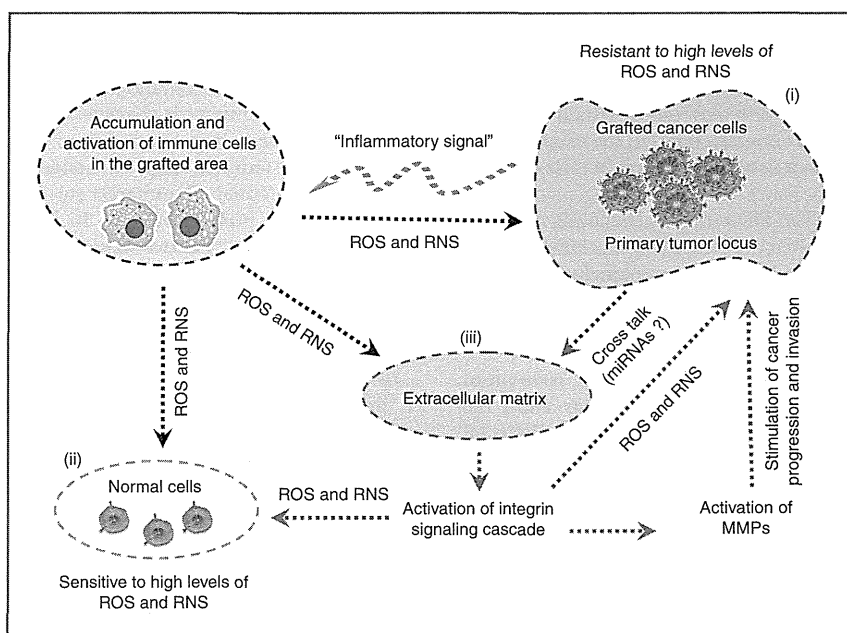 Resistant to high levels of
ROS and RNS
(i)
Accumulation and
activation of immune cells
in the grafted area
"Inflammatory signal"
Grafted cancer cells
ROS and RNS
Primary tumor locus
ROS and RNS
ROS and RNS
(iii)
Extracellular matrix
Cross talk
(miRNAs ?)
ROS and RNS
Stimulation of cancer
progression and invasion
(ii)
Normal cells
ROS and RNS
Activation of integrin
signaling cascade
Activation of
MMPs
Sensitive to high levels of
ROS and RNS